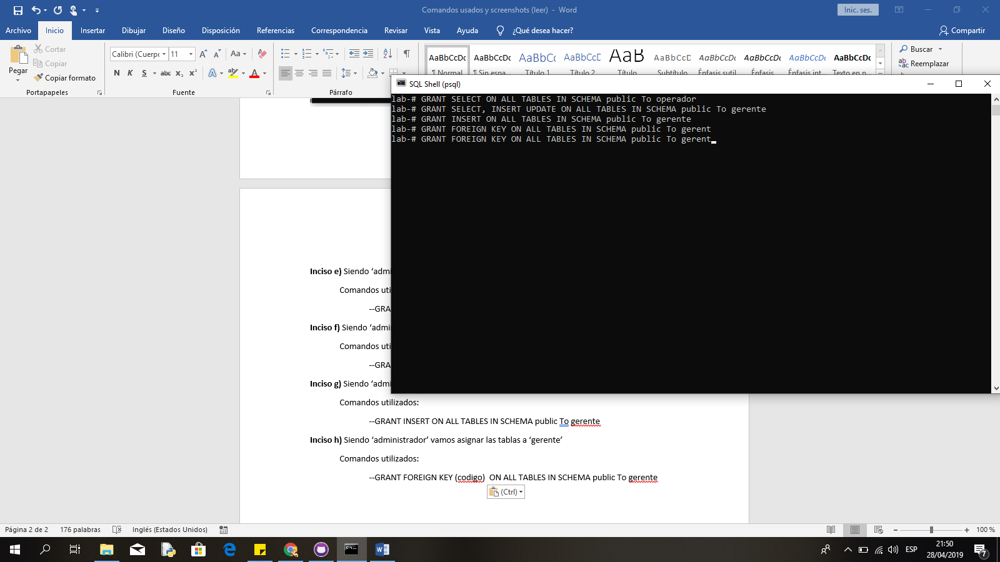 Comandos usados y screenshots (leer) - Word
Inic. ses.
Archivo Inicio Insertar Dibujar Diseño Disposición Referencias Correspondencia Revisar Vista Ayuda ¿Qué desea hacer? Compartir
Pegar
Cortar
Copiar
Copiar formato
Portapapeles
Calibri (Cuerpo 11
Aa
N K S abc x₂ x²
Fuente
Párrafo
AaBbCcDc AaBbCcDc AaBbCc AaBbCcD AaB AaBbCcD AaBbCcDc AaBbCcDc AaBbCcDc AaBbCcDc
¶ Normal ¶ Sin espa... Título 1 Título 2 Título Subtítulo Énfasis sutil Énfasis Énfasis int... Texto en n...
Buscar
Reemplazar
SQL Shell (psql)
lab-# GRANT SELECT ON ALL TABLES IN SCHEMA public To operador
lab-# GRANT SELECT, INSERT UPDATE ON ALL TABLES IN SCHEMA public To gerente
lab-# GRANT INSERT ON ALL TABLES IN SCHEMA public To gerente
lab-# GRANT FOREIGN KEY ON ALL TABLES IN SCHEMA public To gerent
lab-# GRANT FOREIGN KEY ON ALL TABLES IN SCHEMA public To gerent
Inciso e) Siendo ‘admi
Comandos uti
--GRA
Inciso f) Siendo ‘admi
Comandos uti
--GRA
Inciso g) Siendo ‘admi
Comandos utilizados:
--GRANT INSERT ON ALL TABLES IN SCHEMA public To gerente
Inciso h) Siendo ‘administrador’ vamos asignar las tablas a ‘gerente’
Comandos utilizados:
--GRANT FOREIGN KEY (codigo) ON ALL TABLES IN SCHEMA public To gerente
(Ctrl)
Página 2 de 2 176 palabras Inglés (Estados Unidos) 100 %
ESP
21:50
28/04/2019
7